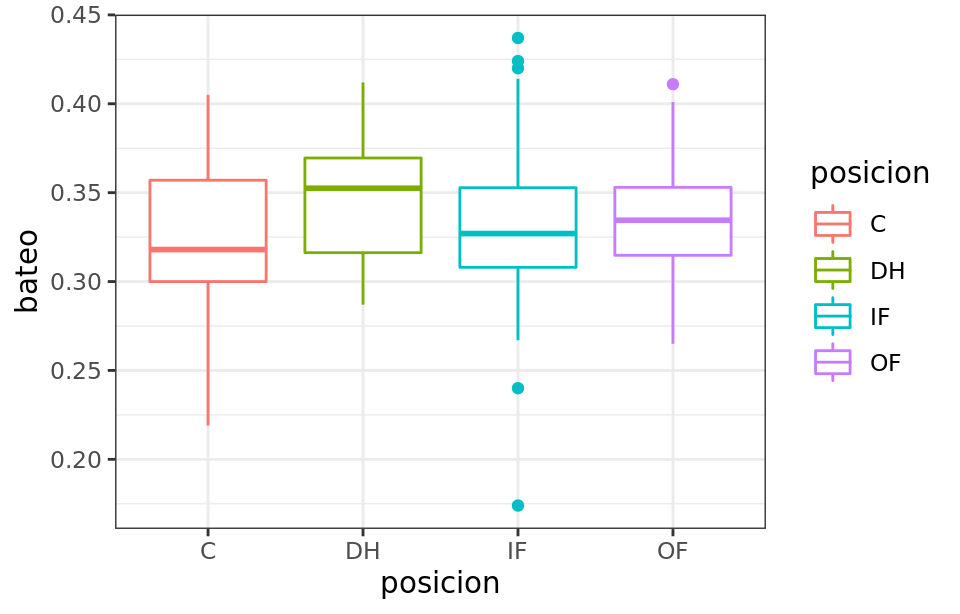 0.45
0.40
0.35
0.30
0.25
0.20
bateo
C DH IF OF
posicion
posicion
C
DH
IF
OF